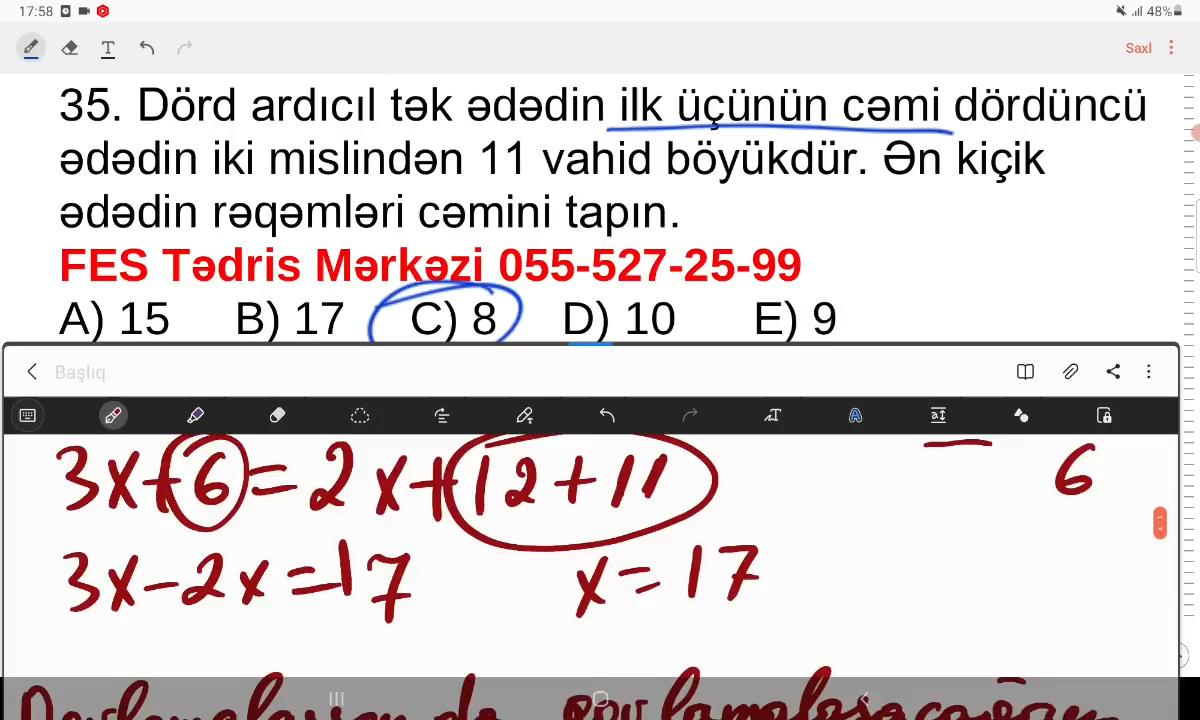 17:58
48%
Saxl
35. Dörd ardıcıl tək ədədin ilk üçünün cəmi dördüncü
ədədin iki mislindən 11 vahid böyükdür. Ən kiçik
ədədin rəqəmləri cəmini tapın.
FES Tədris Mərkəzi 055-527-25-99
A) 15 B) 17 C) 8 D) 10 E) 9
Başlıq
3x+6=2x+12+11 6
3x-2x=17 x=17